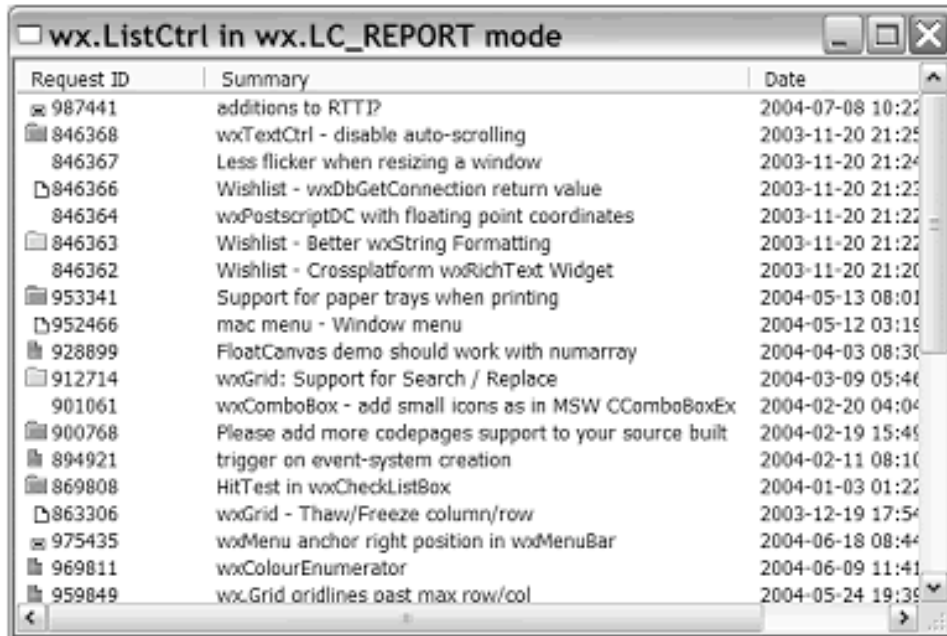 wx.ListCtrl in wx.LC_REPORT mode
Request ID Summary Date
987441 additions to RTTI? 2004-07-08 10:22
846368 wxTextCtrl - disable auto-scrolling 2003-11-20 21:25
846367 Less flicker when resizing a window 2003-11-20 21:24
846366 Wishlist - wxDbGetConnection return value 2003-11-20 21:23
846364 wxPostscriptDC with floating point coordinates 2003-11-20 21:22
846363 Wishlist - Better wxString Formatting 2003-11-20 21:22
846362 Wishlist - Crossplatform wxRichText Widget 2003-11-20 21:20
953341 Support for paper trays when printing 2004-05-13 08:01
952466 mac menu - Window menu 2004-05-12 03:19
928899 FloatCanvas demo should work with numarray 2004-04-03 08:30
912714 wxGrid: Support for Search / Replace 2004-03-09 05:46
901061 wxComboBox - add small icons as in MSW CComboBoxEx 2004-02-20 04:04
900768 Please add more codepages support to your source built 2004-02-19 15:49
894921 trigger on event-system creation 2004-02-11 08:10
869808 HitTest in wxCheckListBox 2004-01-03 01:22
863306 wxGrid - Thaw/Freeze column/row 2003-12-19 17:54
975435 wxMenu anchor right position in wxMenuBar 2004-06-18 08:44
969811 wxColourEnumerator 2004-06-09 11:41
959849 wx.Grid gridlines past max row/col 2004-05-24 19:39